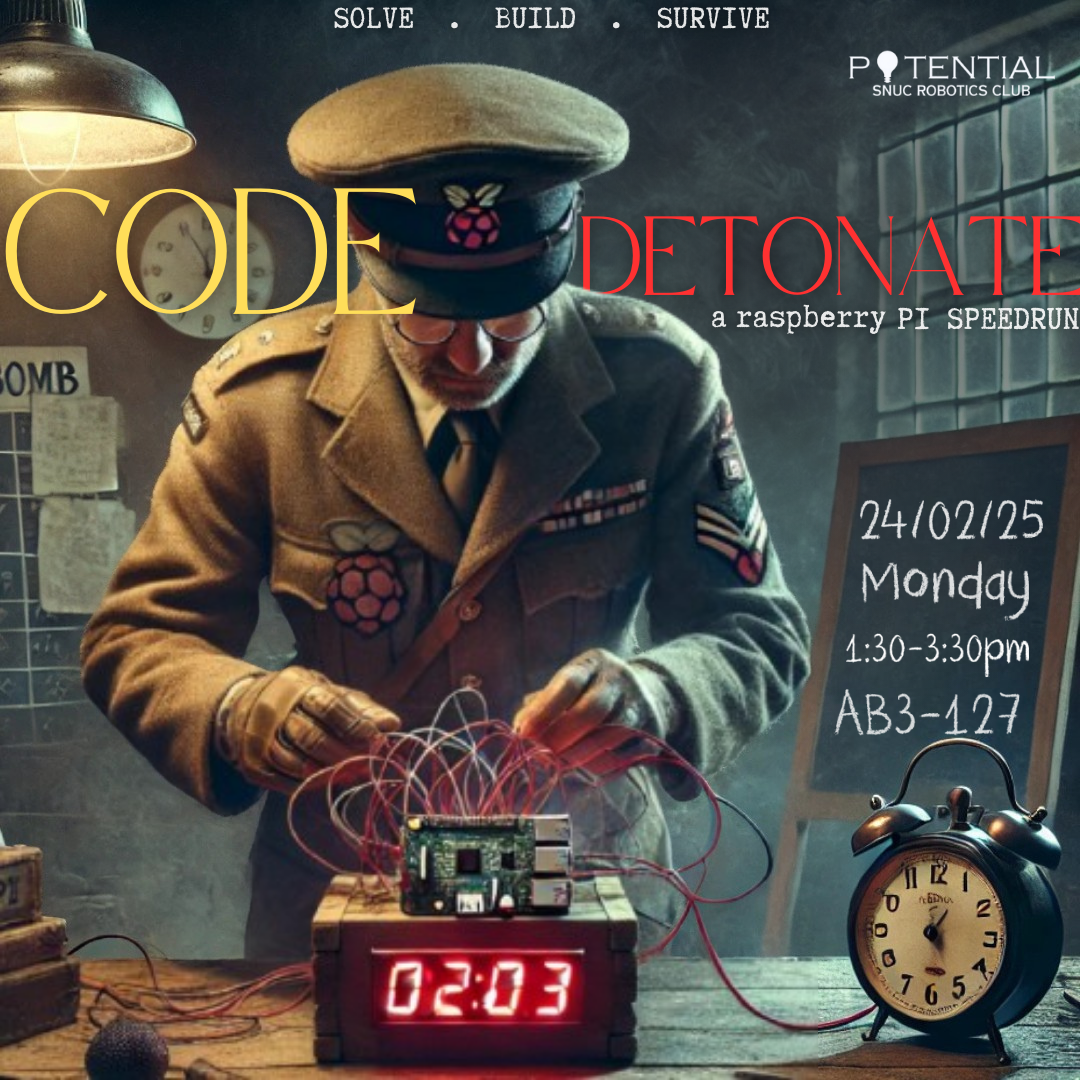 SOLVE . BUILD . SURVIVE
POTENTIAL
SNUC ROBOTICS CLUB
CODE DETONATE
a raspberry PI SPEEDRUN
BOMB
24/02/25
Monday
1:30-3:30pm
AB3-127
02:03